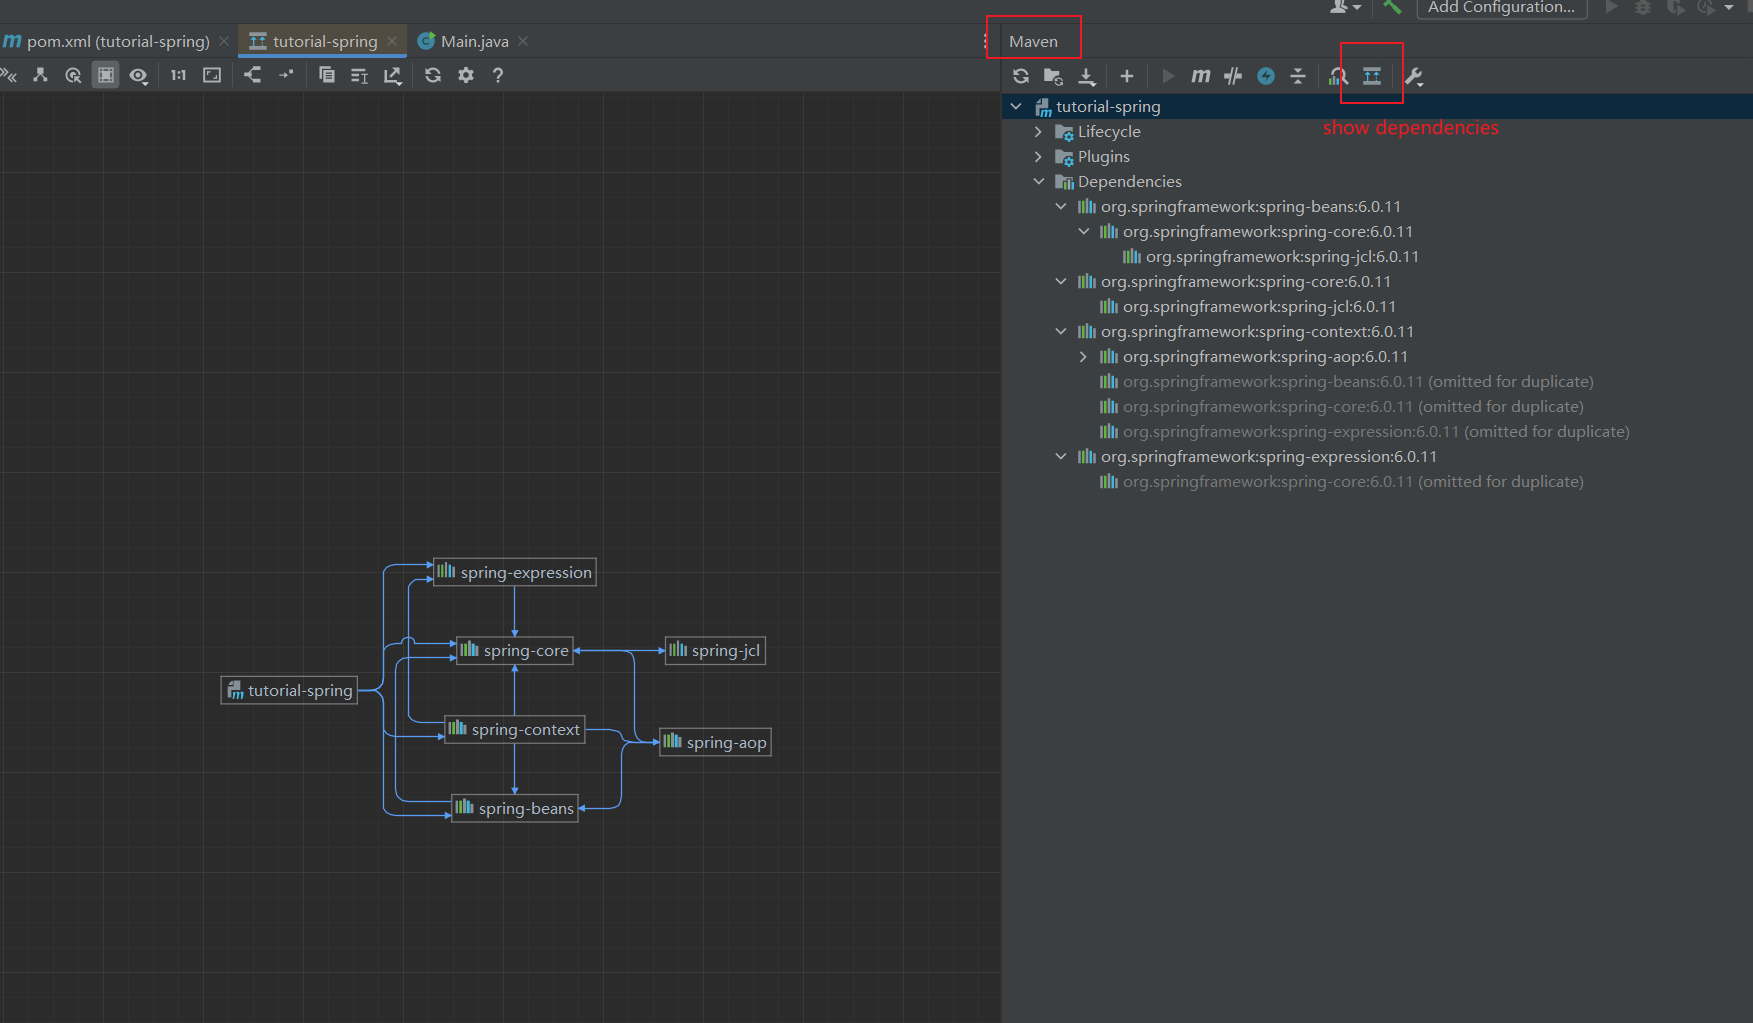 Add Configuration...
pom.xml (tutorial-spring)
tutorial-spring
Main.java
Maven
1:1
tutorial-spring
show dependencies
Lifecycle
Plugins
Dependencies
org.springframework:spring-beans:6.0.11
org.springframework:spring-core:6.0.11
org.springframework:spring-jcl:6.0.11
org.springframework:spring-core:6.0.11
org.springframework:spring-jcl:6.0.11
org.springframework:spring-context:6.0.11
org.springframework:spring-aop:6.0.11
org.springframework:spring-beans:6.0.11 (omitted for duplicate)
org.springframework:spring-core:6.0.11 (omitted for duplicate)
org.springframework:spring-expression:6.0.11 (omitted for duplicate)
org.springframework:spring-expression:6.0.11
org.springframework:spring-core:6.0.11 (omitted for duplicate)
spring-expression
spring-core
spring-jcl
tutorial-spring
spring-context
spring-aop
spring-beans